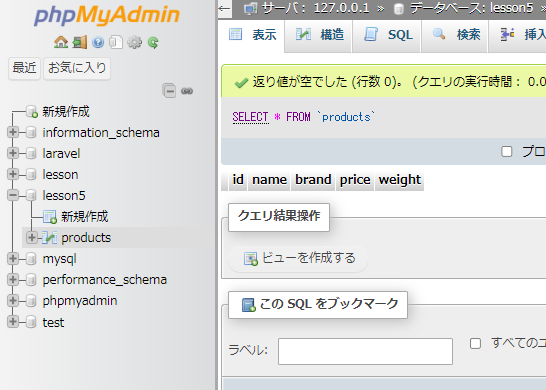 phpMyAdmin
最近 お気に入り
新規作成
information_schema
laravel
lesson
lesson5
新規作成
products
mysql
performance_schema
phpmyadmin
test
サーバ: 127.0.0.1 » データベース: lesson5 »
表示 構造 SQL 検索 挿入
返り値が空でした (行数 0)。 (クエリの実行時間: 0.0
SELECT * FROM `products`
プロ
id name brand price weight
クエリ結果操作
ビューを作成する
この SQL をブックマーク
ラベル: すべてのユ